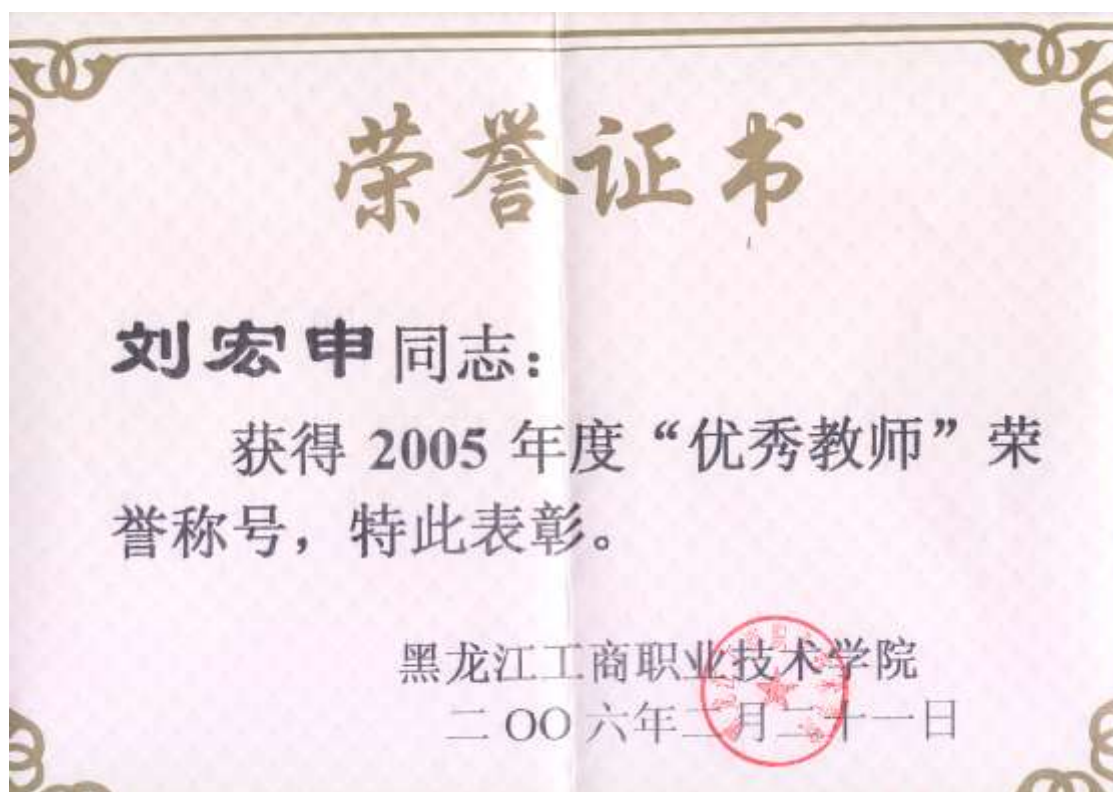 荣誉证书
刘宏申同志：
获得 2005 年度“优秀教师”荣
誉称号，特此表彰。
黑龙江工商职业技术学院
二〇〇六年二月二十一日